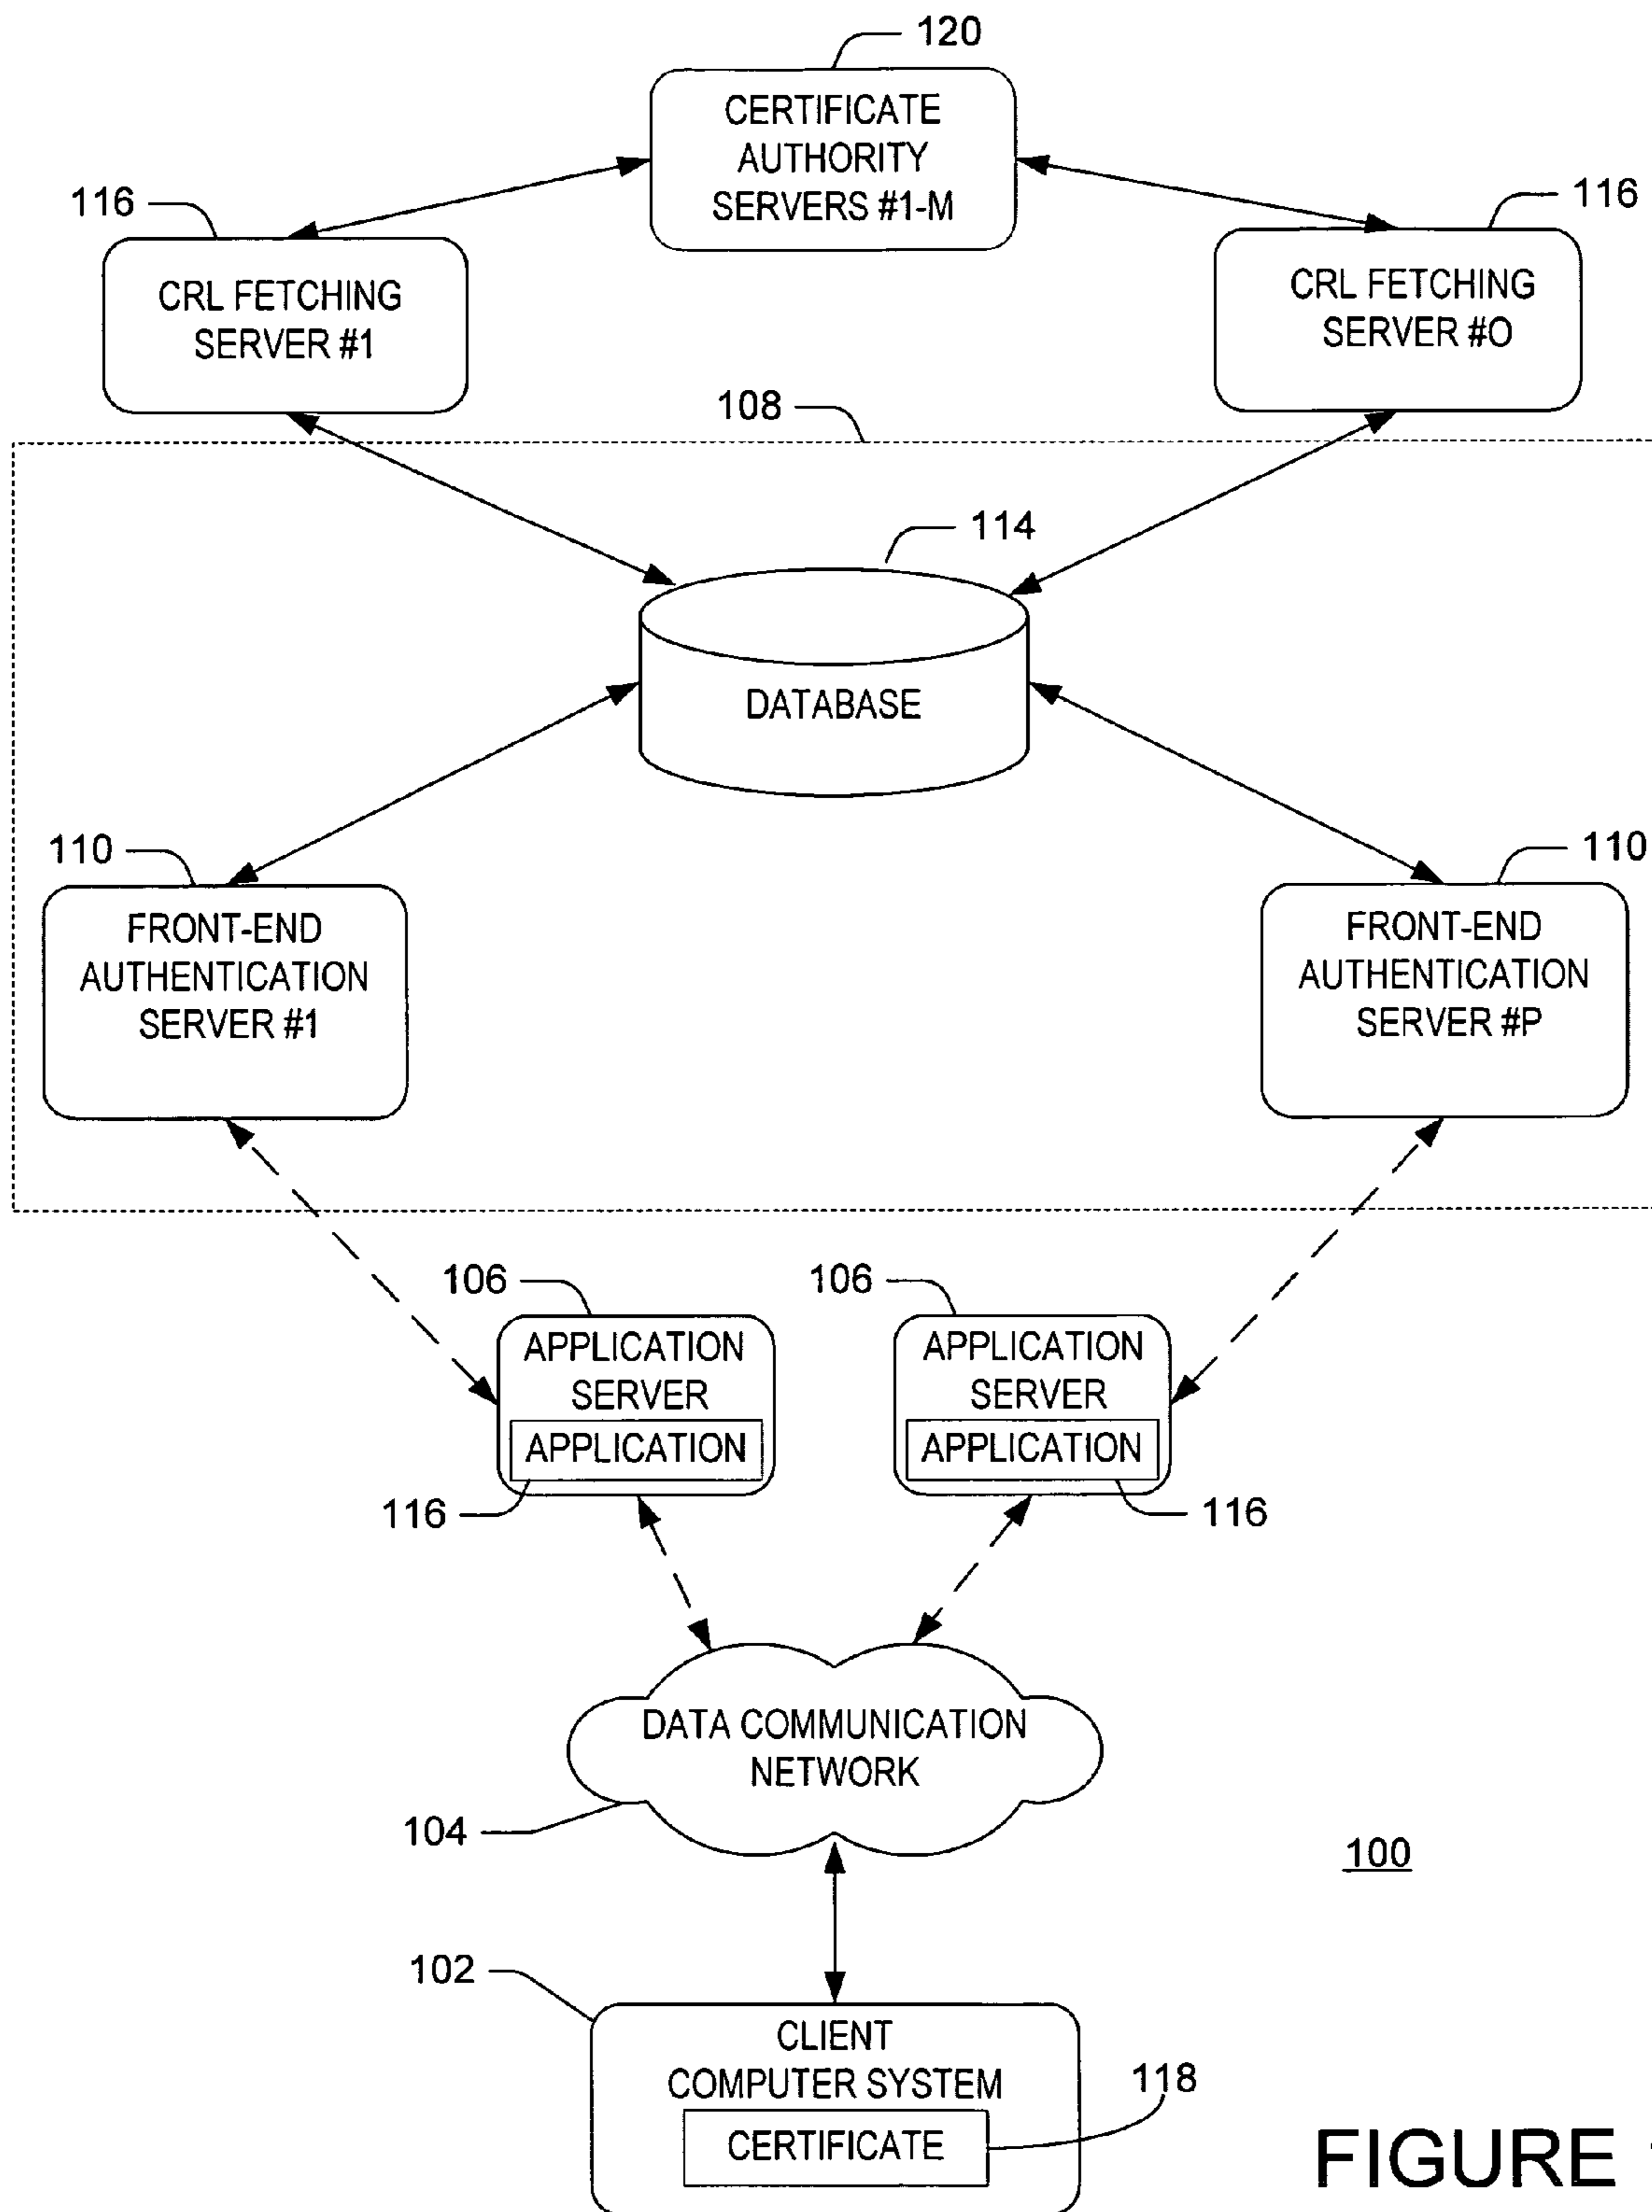 120
CERTIFICATE
AUTHORITY
SERVERS #1-M
116
116
CRL FETCHING
SERVER #1
CRL FETCHING
SERVER #O
108
114
DATABASE
110
110
FRONT-END
AUTHENTICATION
SERVER #1
FRONT-END
AUTHENTICATION
SERVER #P
106
106
APPLICATION
SERVER
APPLICATION
APPLICATION
SERVER
APPLICATION
116
116
DATA COMMUNICATION
NETWORK
104
100
102
CLIENT
COMPUTER SYSTEM
118
CERTIFICATE
FIGURE